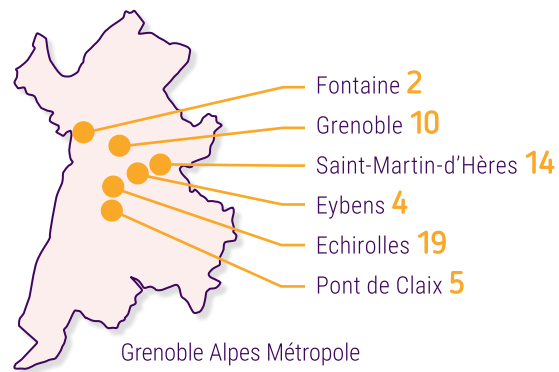 Fontaine 2
Grenoble 10
Saint-Martin-d'Hères 14
Eybens 4
Echirolles 19
Pont de Claix 5
Grenoble Alpes Métropole